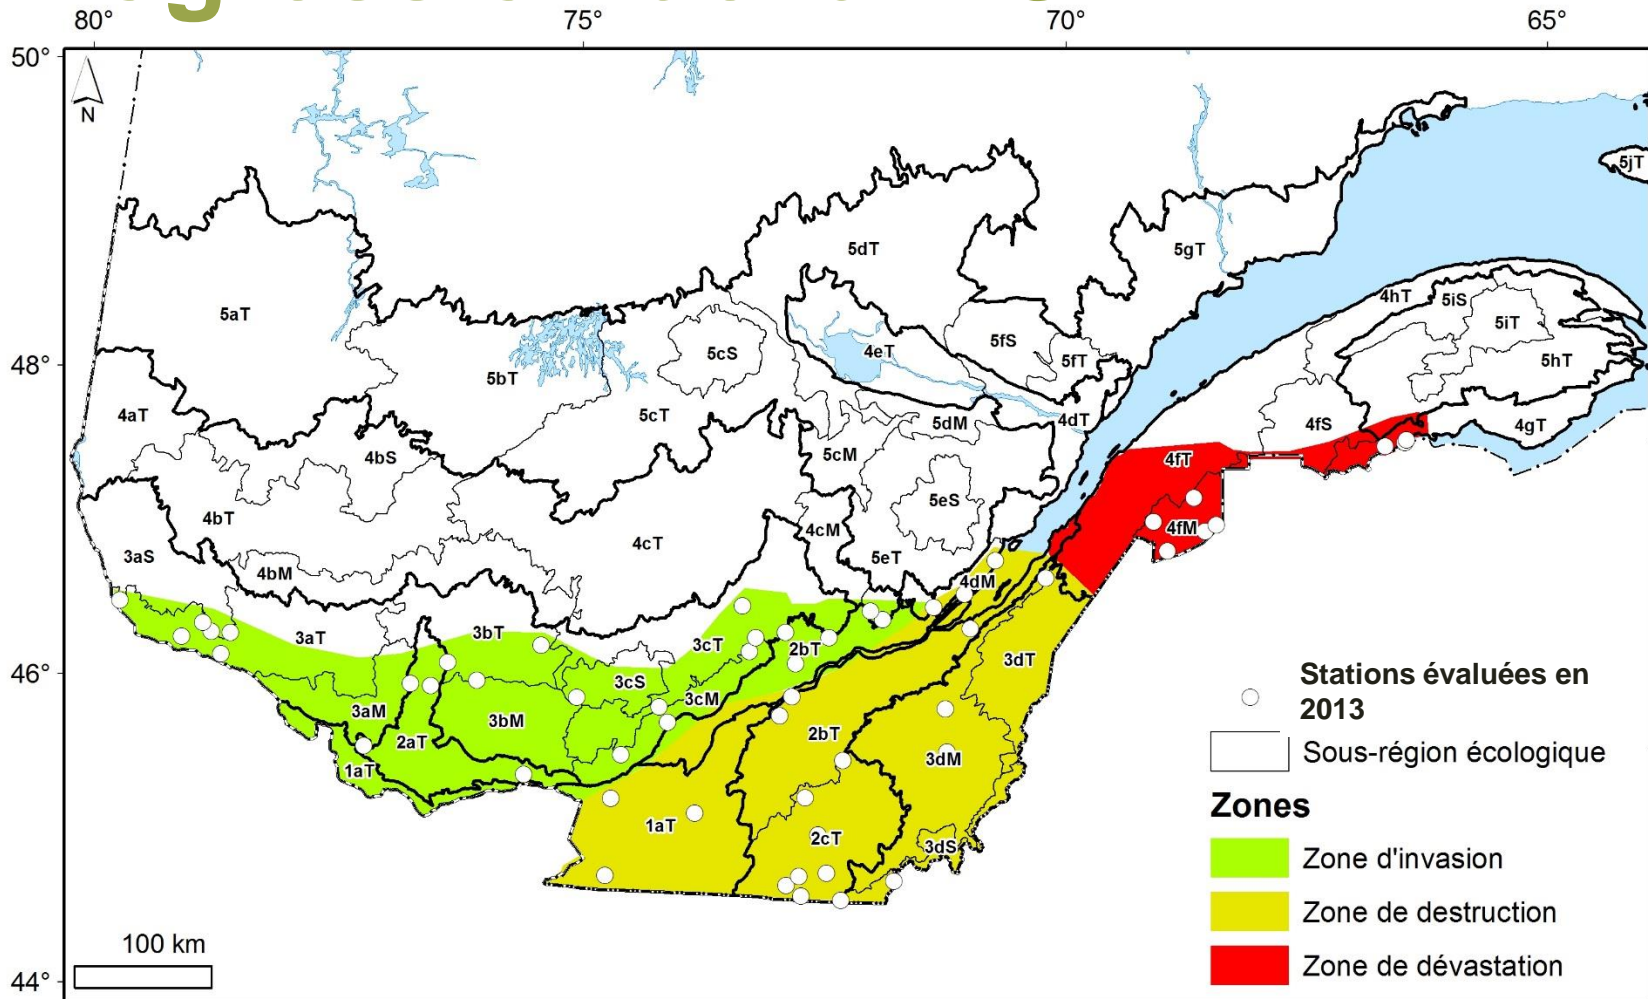 80° 75° 70° 65°
50°
N
5jT
5dT 5gT
4hT 5iS
5aT 5iT
5fS
5cS 4eT 5fT 5hT
48°
5bT
4aT 5cT 5dM 4dT 4fS 4gT
4bS 5cM 4fT
5eS
4bT 4cM 4fM
3aS 4cT 5eT
4bM 4dM
3aT 3bT 3cT 2bT 3dT
46°
3cS 3cM
3aM 3bM
2aT 2bT
1aT 3dM
1aT 2cT 3dS
Stations évaluées en
2013
Sous-région écologique
Zones
Zone d'invasion
Zone de destruction
Zone de dévastation
100 km
44°